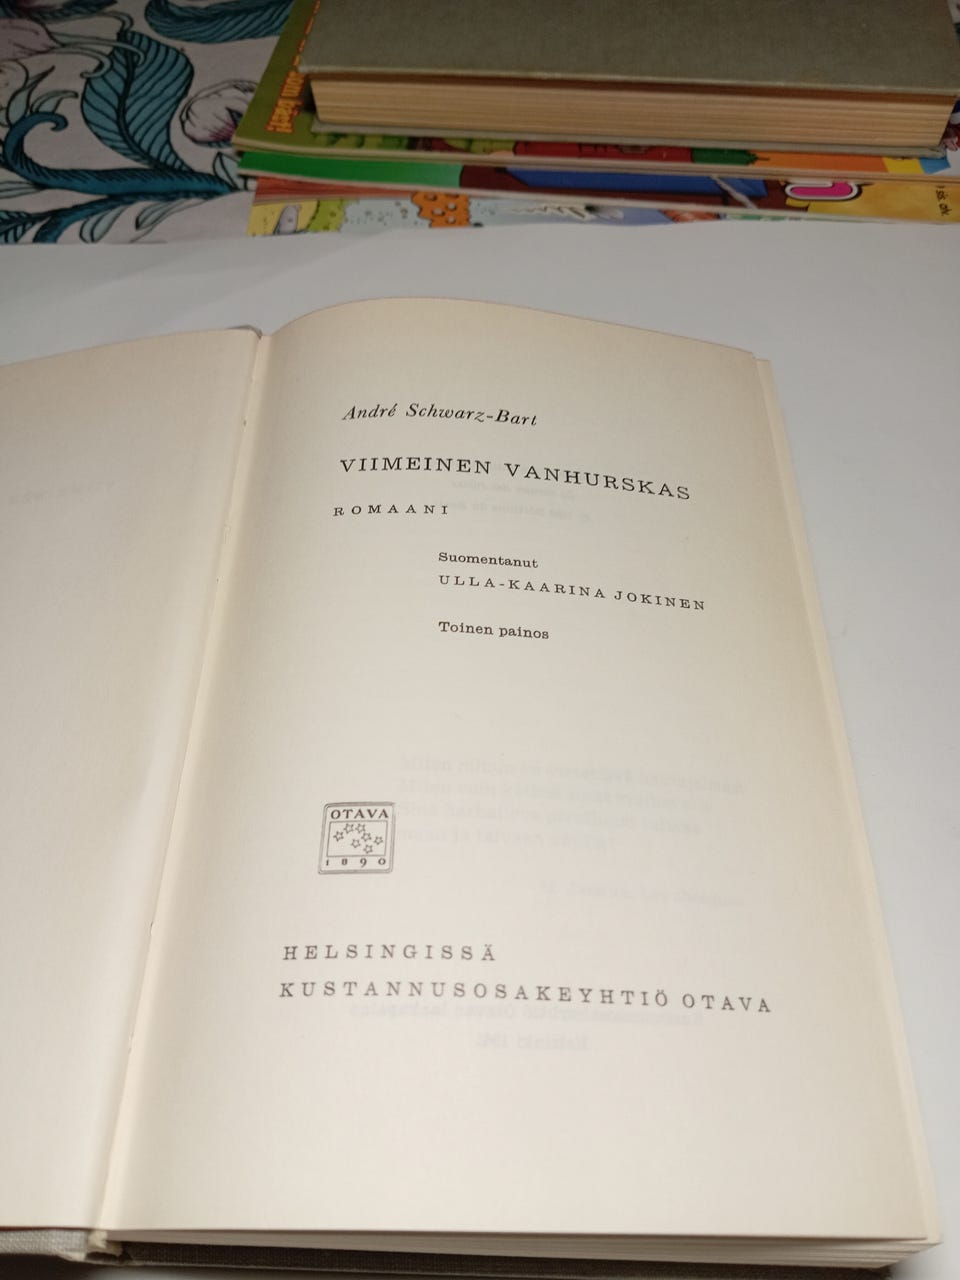 André Schwarz-Bart
VIIMEINEN VANHURSKAS
ROMAANI
Suomentanut
ULLA-KAARINA JOKINEN
Toinen painos
OTAVA
1890
HELSINGISSÄ
KUSTANNUSOSAKEYHTIÖ OTAVA